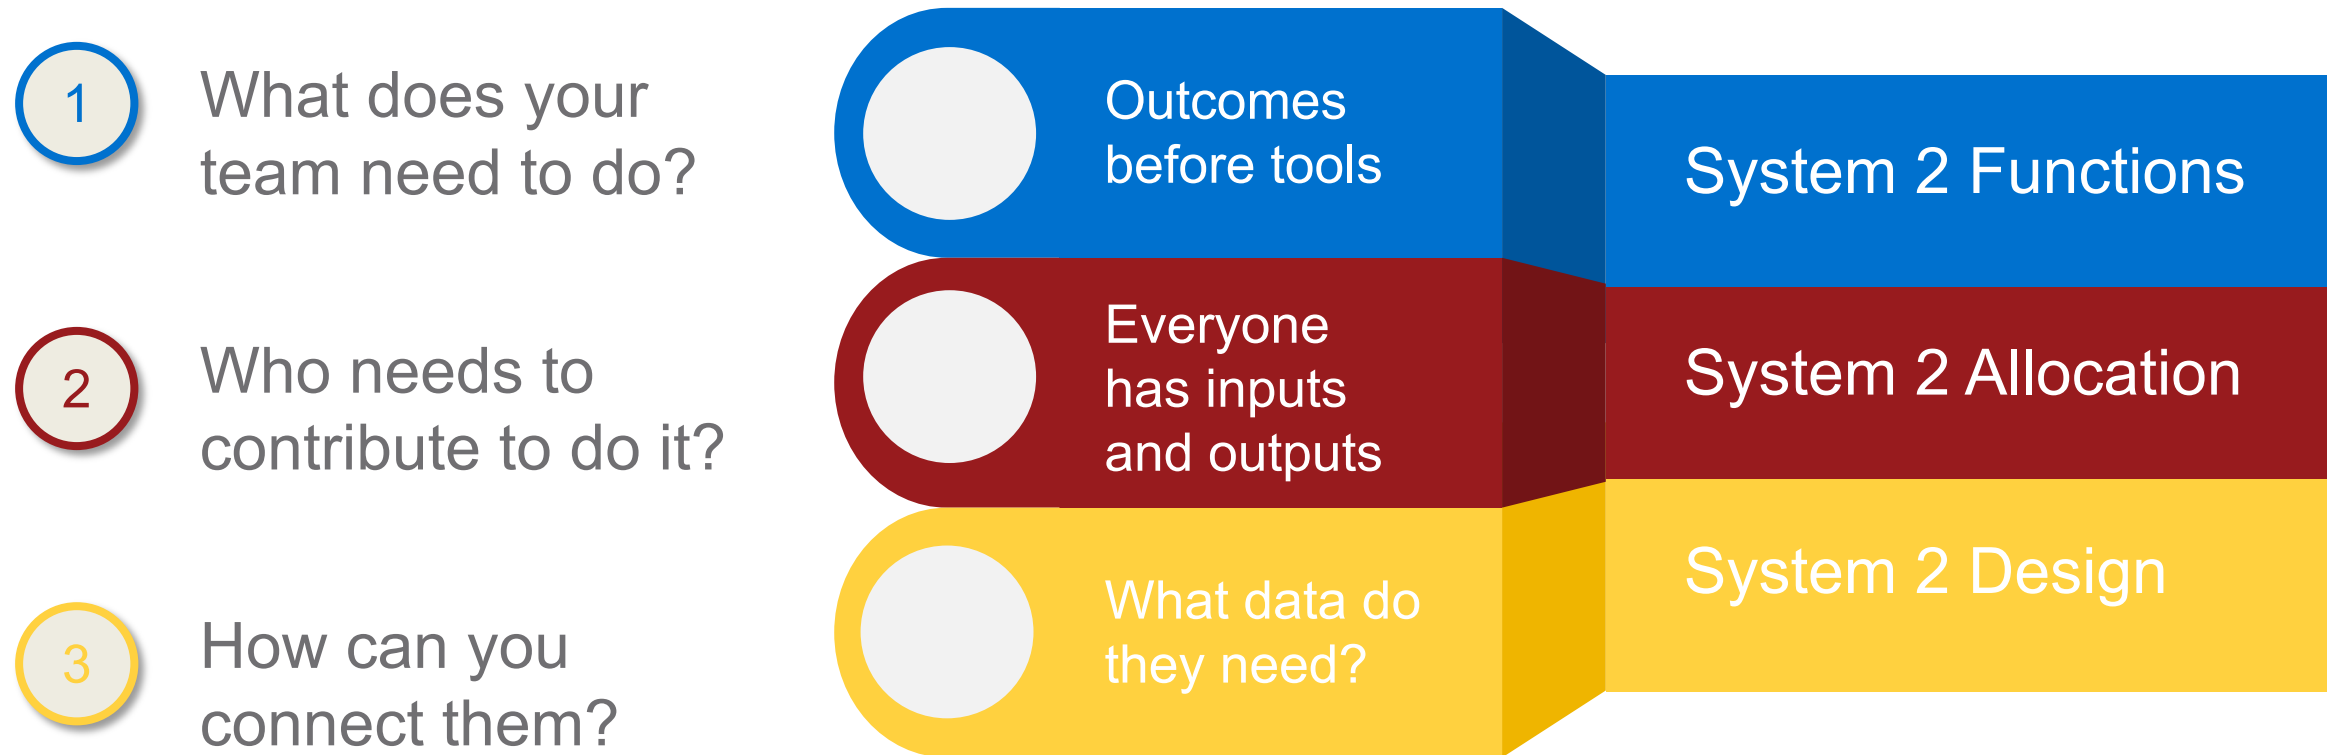 1
What does your
team need to do?
Outcomes
before tools
System 2 Functions
2
Who needs to
contribute to do it?
Everyone
has inputs
and outputs
System 2 Allocation
3
How can you
connect them?
What data do
they need?
System 2 Design